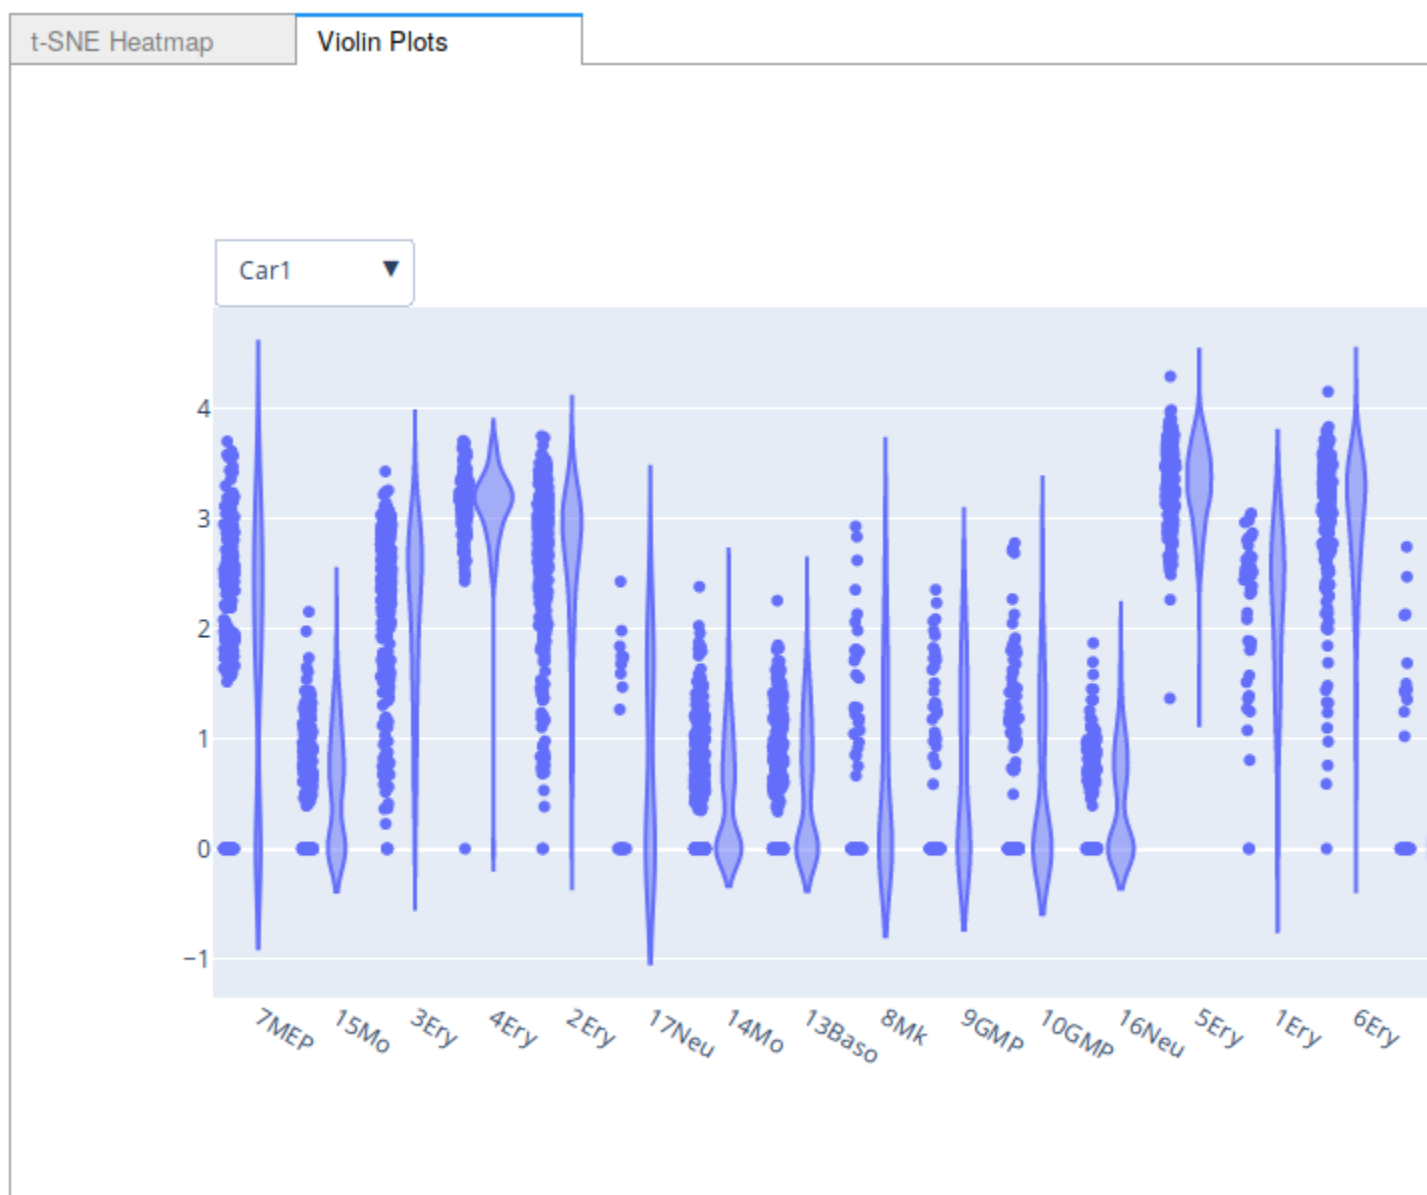 t-SNE Heatmap
Violin Plots
Car1 ▼
4
3
2
1
0
−1
7MEP
15Mo
3Ery
4Ery
2Ery
17Neu
14Mo
13Baso
8Mk
9GMP
10GMP
16Neu
5Ery
1Ery
6Ery